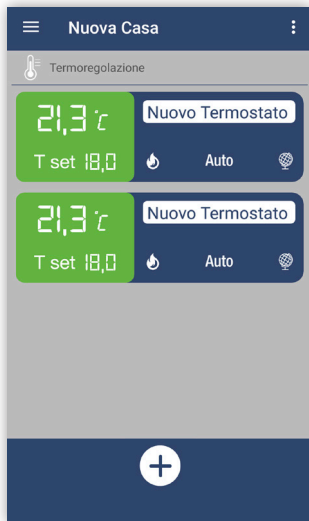 Nuova Casa
Termoregolazione
21,3 °C
Nuovo Termostato
T set 18,0
Auto
21,3 °C
Nuovo Termostato
T set 18,0
Auto